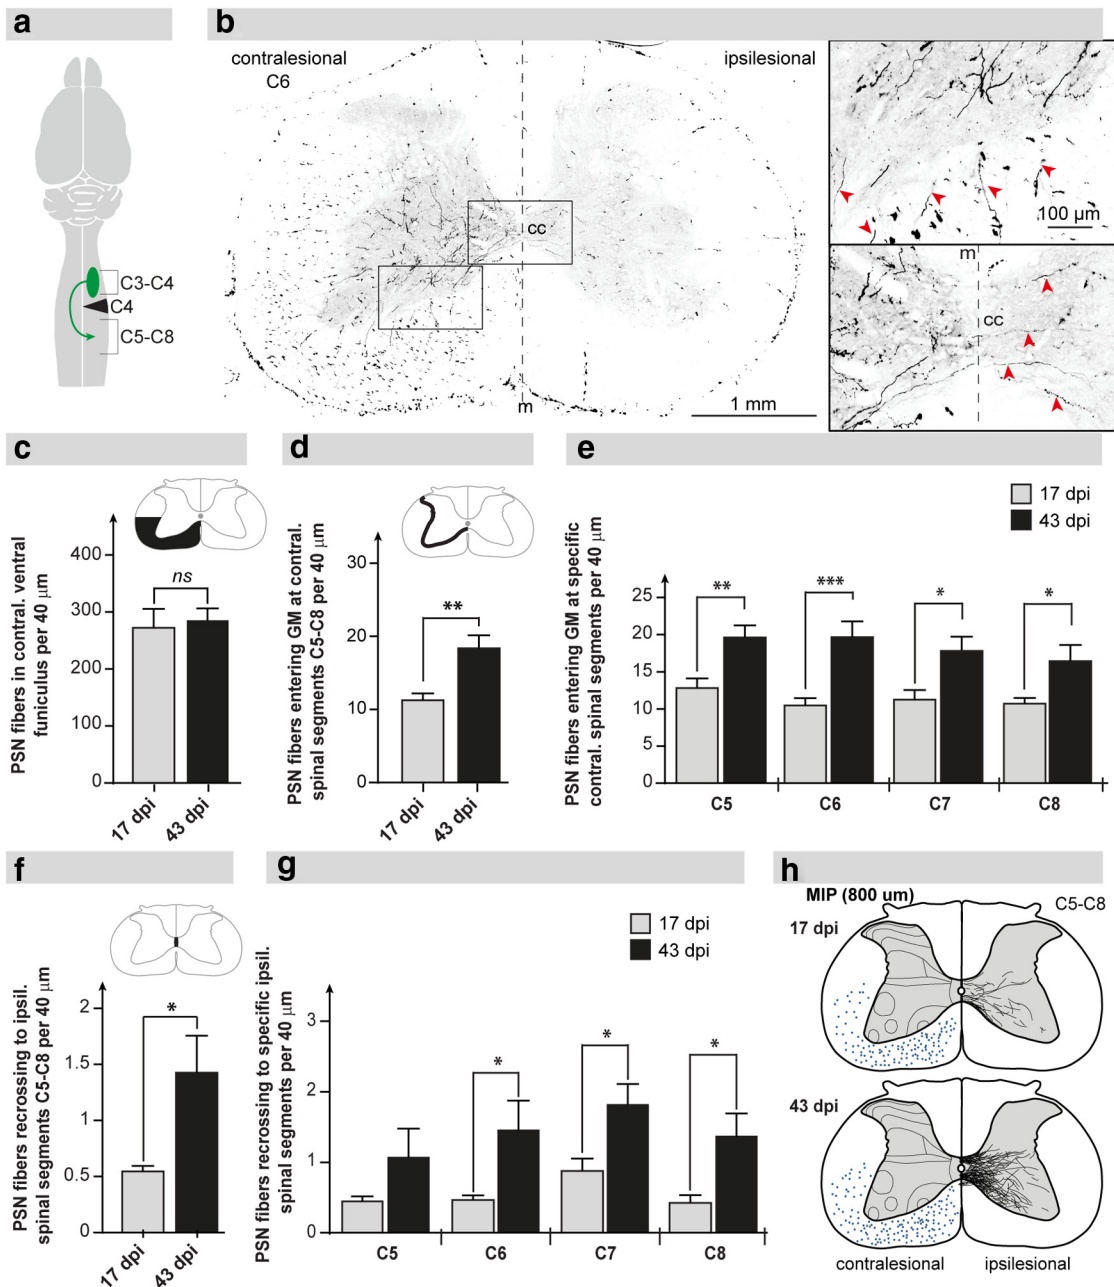 a
C3-C4
C4
C5-C8
b
contralesional
C6
ipsilesional
cc
m
1 mm
100 µm
m
cc
c
PSN fibers in contral. ventral
funiculus per 40 µm
400
300
200
100
0
ns
17 dpi
43 dpi
d
PSN fibers entering GM at contral.
spinal segments C5-C8 per 40 µm
30
20
10
0
**
17 dpi
43 dpi
e
PSN fibers entering GM at specific
contral. spinal segments per 40 µm
17 dpi
43 dpi
25
20
15
10
5
0
**
***
*
*
C5
C6
C7
C8
f
PSN fibers recrossing to ipsil.
spinal segments C5-C8 per 40 µm
2
1.5
1
0.5
0
*
17 dpi
43 dpi
g
PSN fibers recrossing to specific ipsil.
spinal segments per 40 µm
17 dpi
43 dpi
3
2
1
0
*
*
*
C5
C6
C7
C8
h
MIP (800 um)
C5-C8
17 dpi
43 dpi
contralesional
ipsilesional